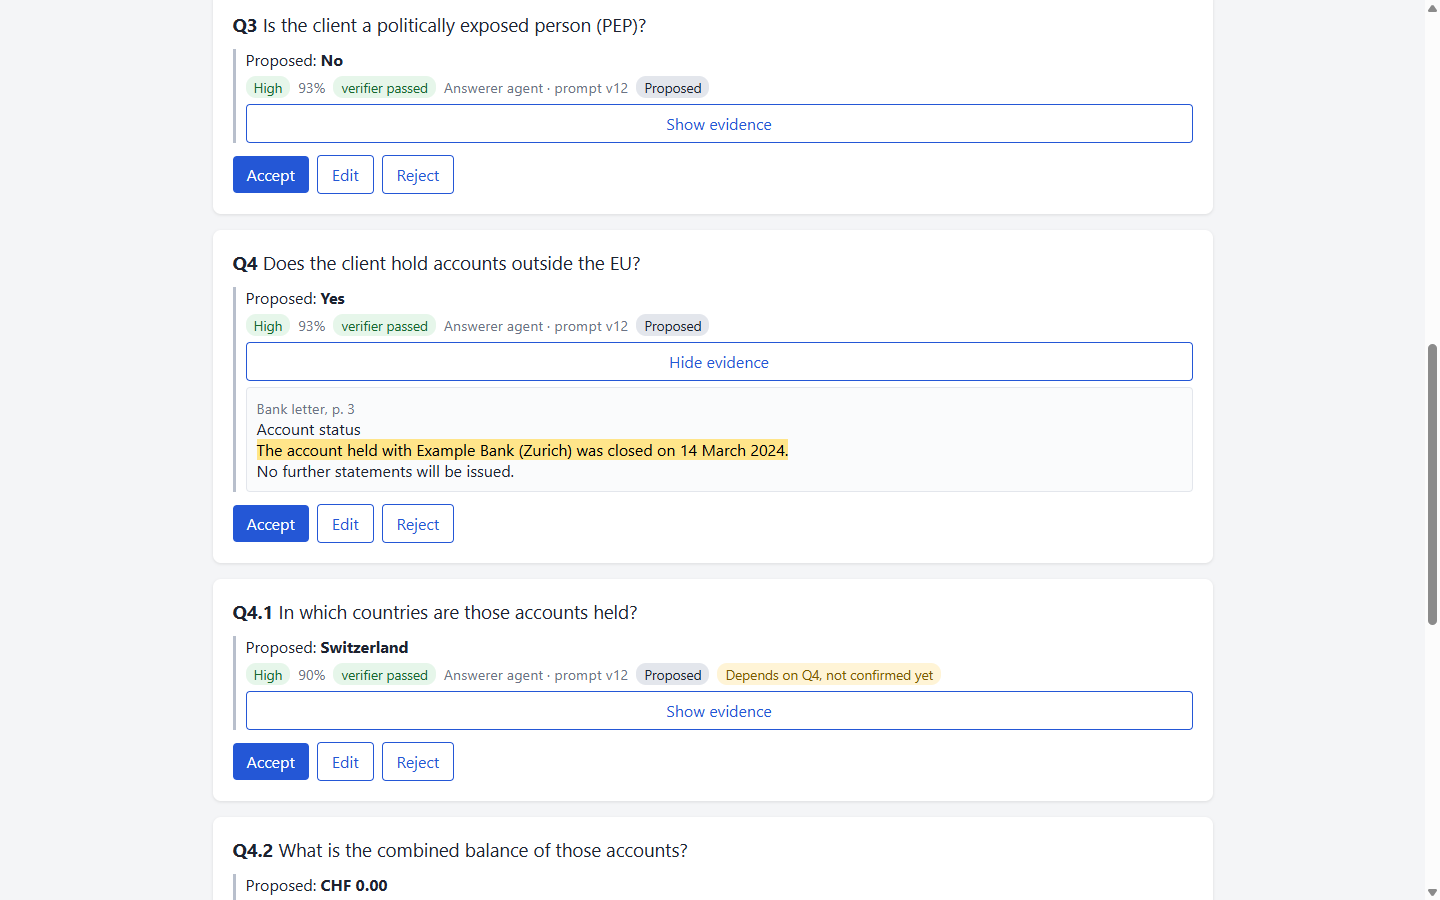 Q3 Is the client a politically exposed person (PEP)?
Proposed: No
High 93% verifier passed Answerer agent · prompt v12 Proposed
Show evidence
Accept Edit Reject
Q4 Does the client hold accounts outside the EU?
Proposed: Yes
High 93% verifier passed Answerer agent · prompt v12 Proposed
Hide evidence
Bank letter, p. 3
Account status
The account held with Example Bank (Zurich) was closed on 14 March 2024.
No further statements will be issued.
Accept Edit Reject
Q4.1 In which countries are those accounts held?
Proposed: Switzerland
High 90% verifier passed Answerer agent · prompt v12 Proposed Depends on Q4, not confirmed yet
Show evidence
Accept Edit Reject
Q4.2 What is the combined balance of those accounts?
Proposed: CHF 0.00